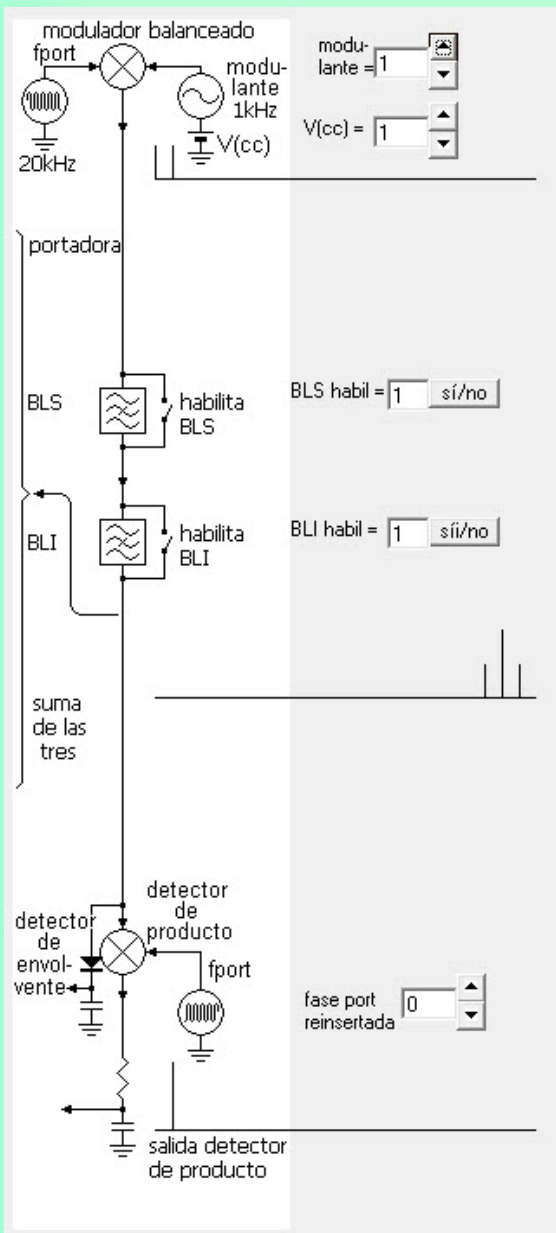 modulador balanceado
fport
20kHz
modu-
lante
1kHz
V(cc)
modu-
lante = 1
V(cc) = 1
portadora
BLS
habilita
BLS
BLS habil = 1 sí/no
BLI
habilita
BLI
BLI habil = 1 síi/no
suma
de las
tres
detector
de
envol-
vente
detector
de
producto
fport
fase port
reinsertada
0
salida detector
de producto